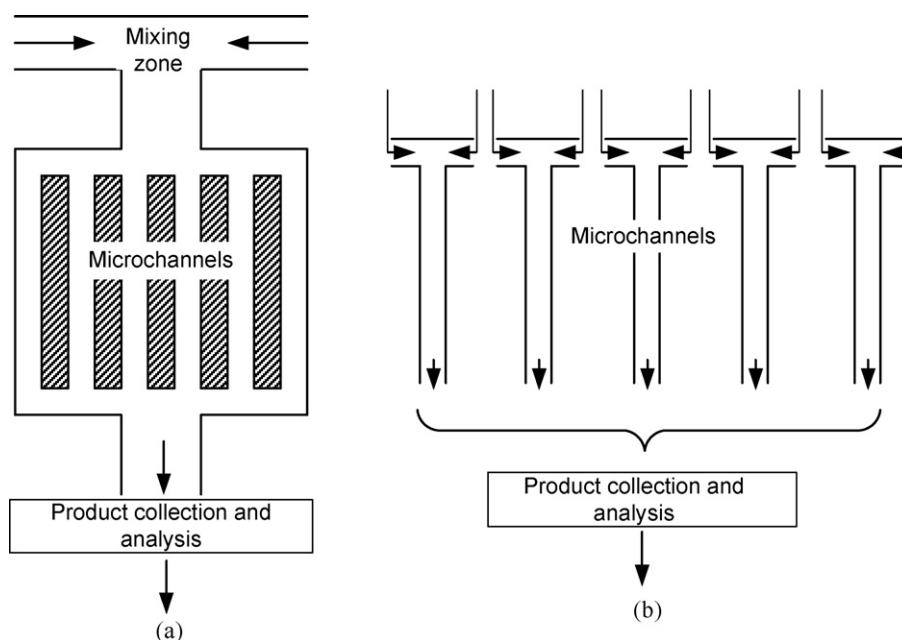 Mixing
zone
Microchannels
Product collection and
analysis
(a)
Microchannels
Product collection and
analysis
(b)